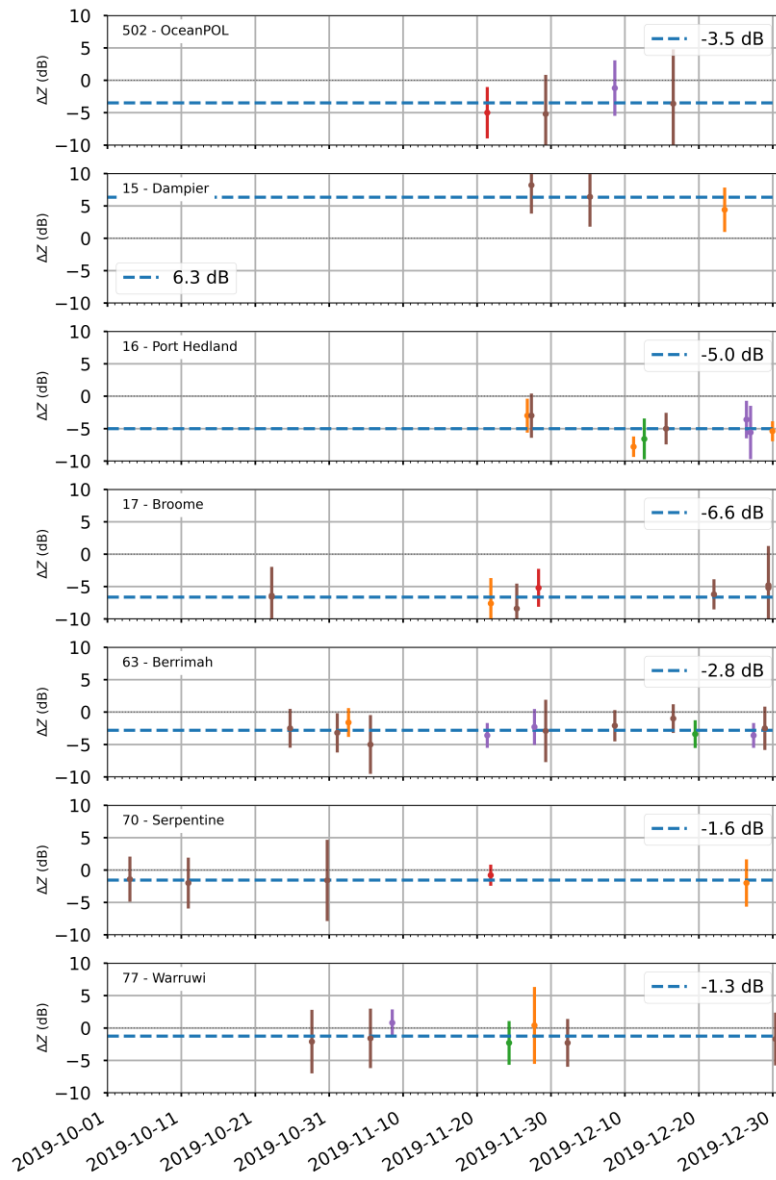 502 - OceanPOL
-3.5 dB
ΔZ (dB)
10
5
0
−5
−10
15 - Dampier
6.3 dB
ΔZ (dB)
10
5
0
−5
−10
16 - Port Hedland
-5.0 dB
ΔZ (dB)
10
5
0
−5
−10
17 - Broome
-6.6 dB
ΔZ (dB)
10
5
0
−5
−10
63 - Berrimah
-2.8 dB
ΔZ (dB)
10
5
0
−5
−10
70 - Serpentine
-1.6 dB
ΔZ (dB)
10
5
0
−5
−10
77 - Warruwi
-1.3 dB
ΔZ (dB)
10
5
0
−5
−10
2019-10-01
2019-10-11
2019-10-21
2019-10-31
2019-11-10
2019-11-20
2019-11-30
2019-12-10
2019-12-20
2019-12-30